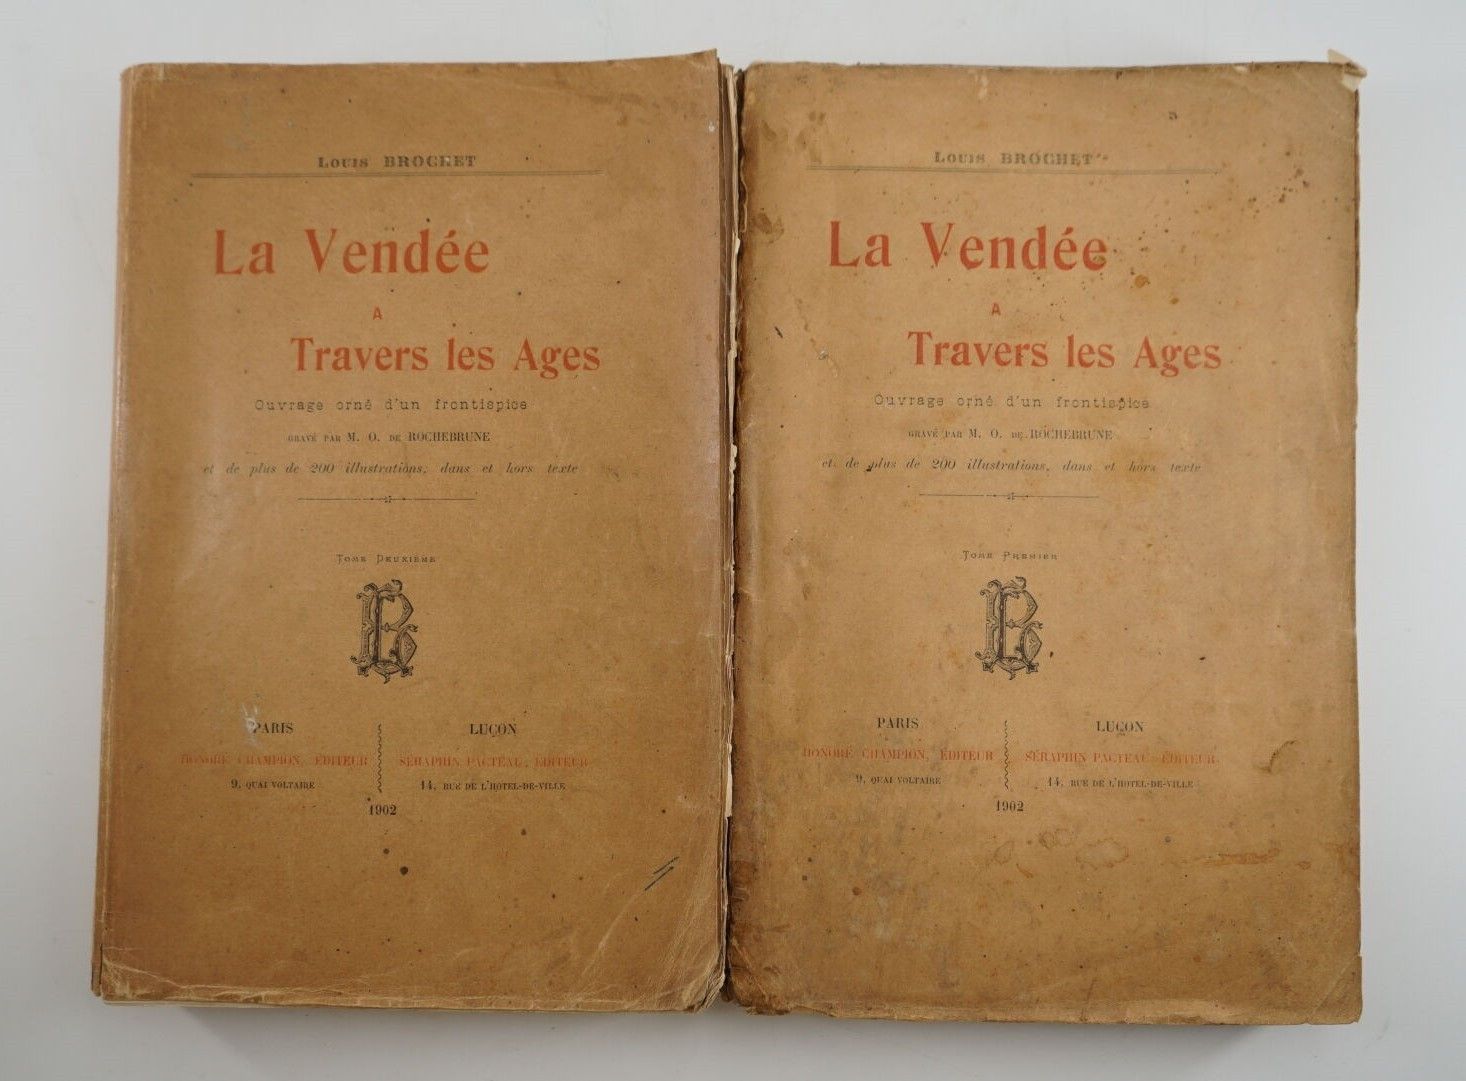 Louis BROCHET
La Vendée
A
Travers les Ages
Ouvrage orné d'un frontispice
GRAVÉ PAR M. O. DE ROCHEBRUNE
et de plus de 200 illustrations, dans et hors texte
Tome Deuxième
PARIS
HONORÉ CHAMPION, ÉDITEUR
9, QUAI VOLTAIRE
LUÇON
SÉRAPHIN PACTEAU, ÉDITEUR
14, RUE DE L'HOTEL-DE-VILLE
1902
Louis BROCHET
La Vendée
A
Travers les Ages
Ouvrage orné d'un frontispice
GRAVÉ PAR M. O. DE ROCHEBRUNE
et de plus de 200 illustrations, dans et hors texte
Tome Premier
PARIS
HONORÉ CHAMPION, ÉDITEUR
9, QUAI VOLTAIRE
LUÇON
SÉRAPHIN PACTEAU, ÉDITEUR
14, RUE DE L'HOTEL-DE-VILLE
1902